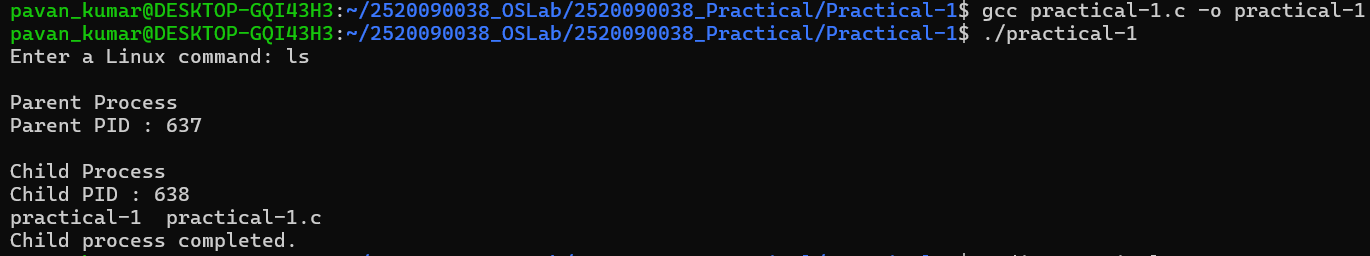 pavan_kumar@DESKTOP-GQI43H3:~/2520090038_OSLab/2520090038_Practical/Practical-1$ gcc practical-1.c -o practical-1
pavan_kumar@DESKTOP-GQI43H3:~/2520090038_OSLab/2520090038_Practical/Practical-1$ ./practical-1
Enter a Linux command: ls
Parent Process
Parent PID : 637
Child Process
Child PID : 638
practical-1  practical-1.c
Child process completed.